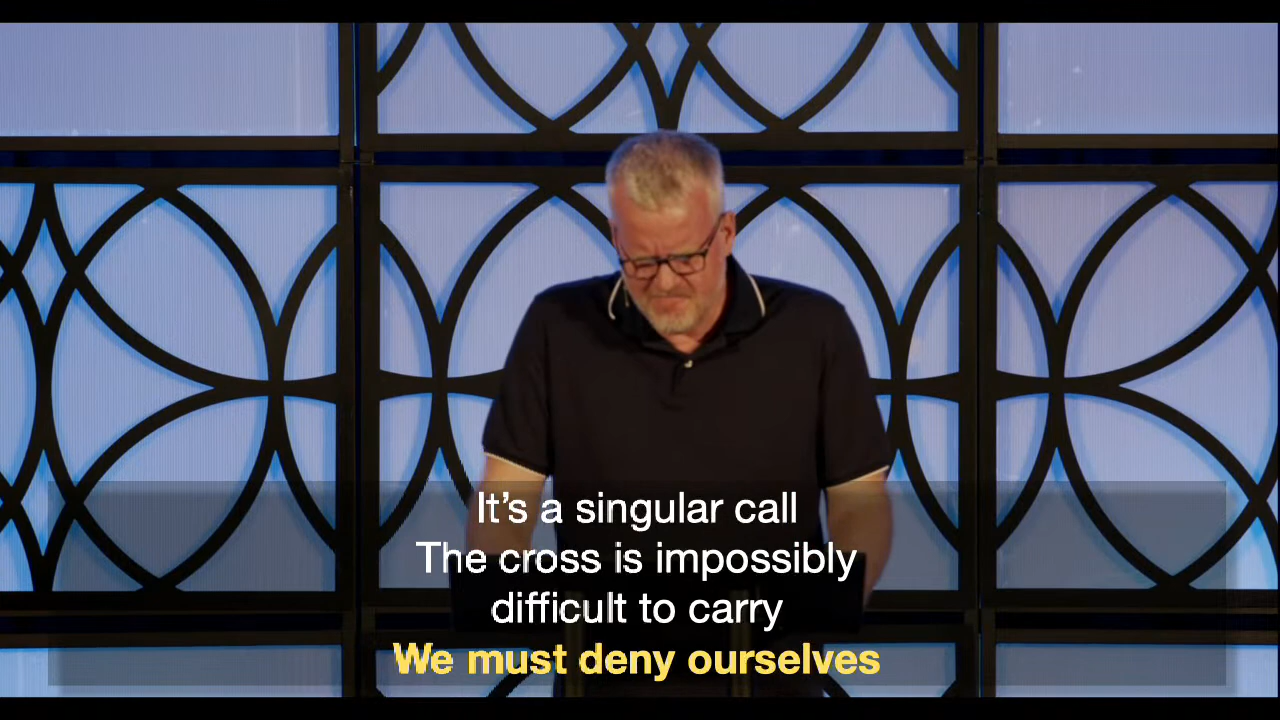 It’s a singular call
The cross is impossibly
difficult to carry
We must deny ourselves